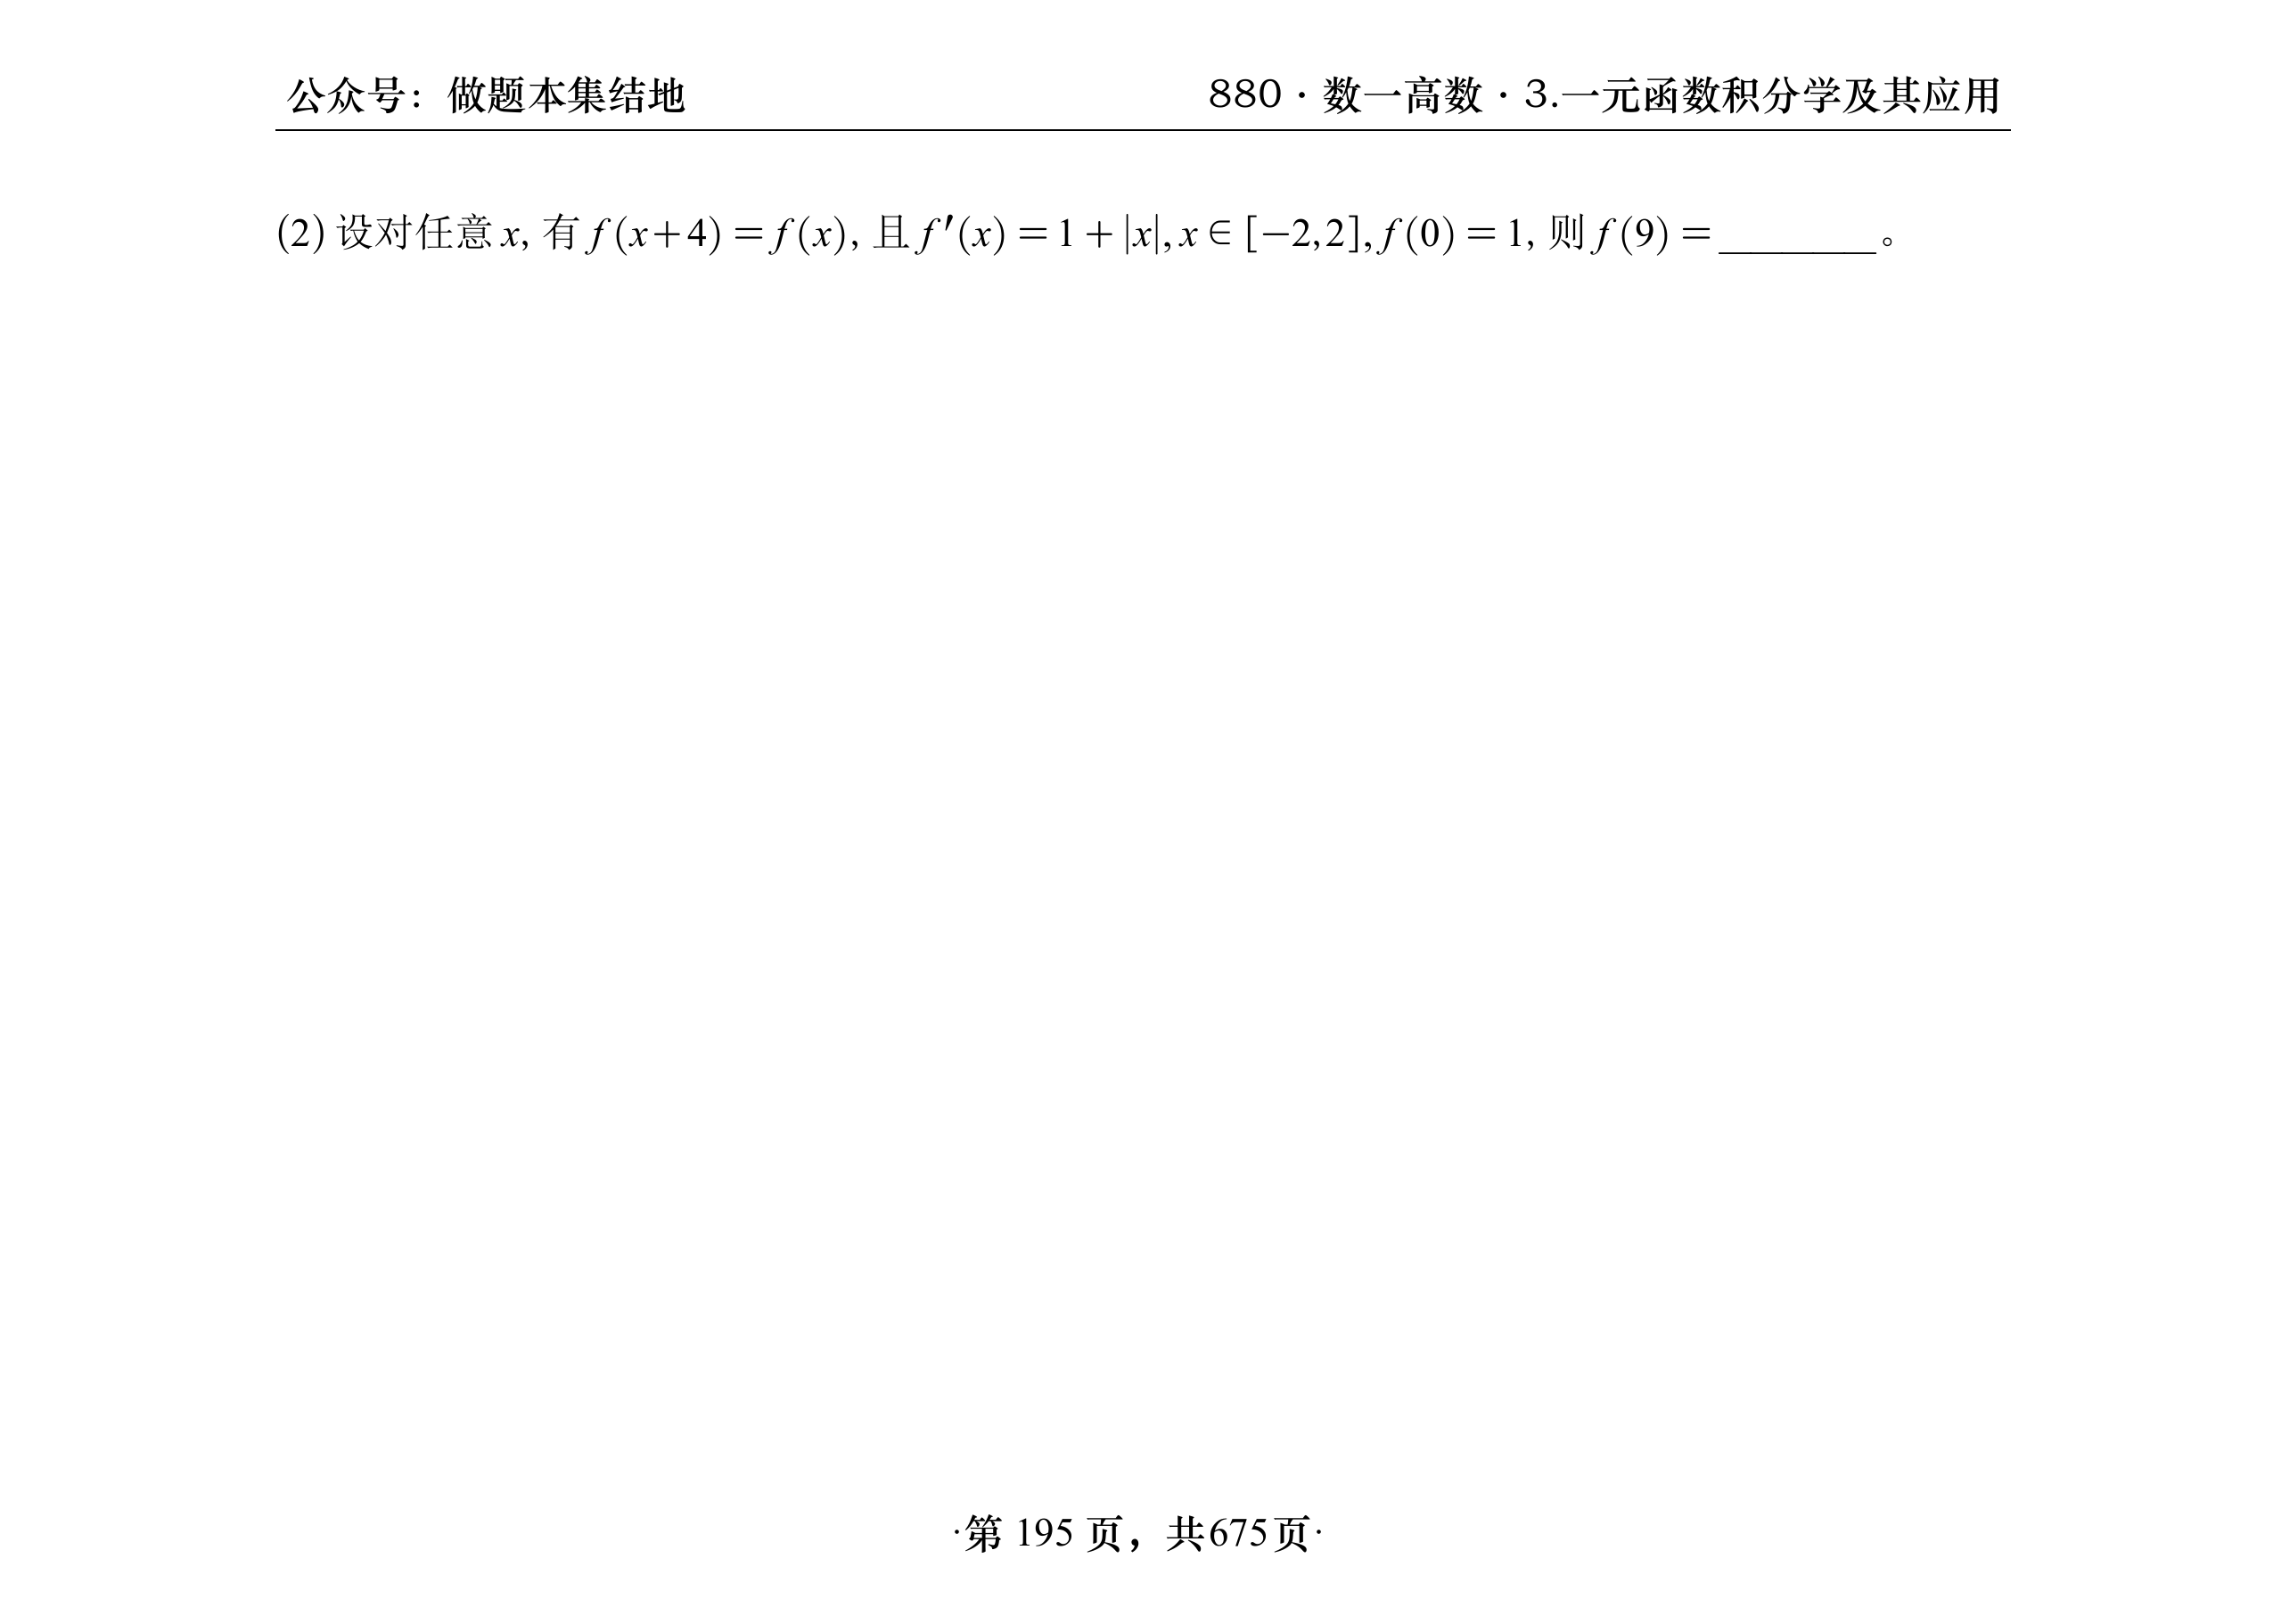 公众号：做题本集结地 880·数一高数·3.一元函数积分学及其应用
(2) 设对任意 x, 有 f(x+4)=f(x), 且 f′(x)=1+|x|,x∈[−2,2],f(0)=1, 则 f(9)=________。
·第 195 页，共675页·